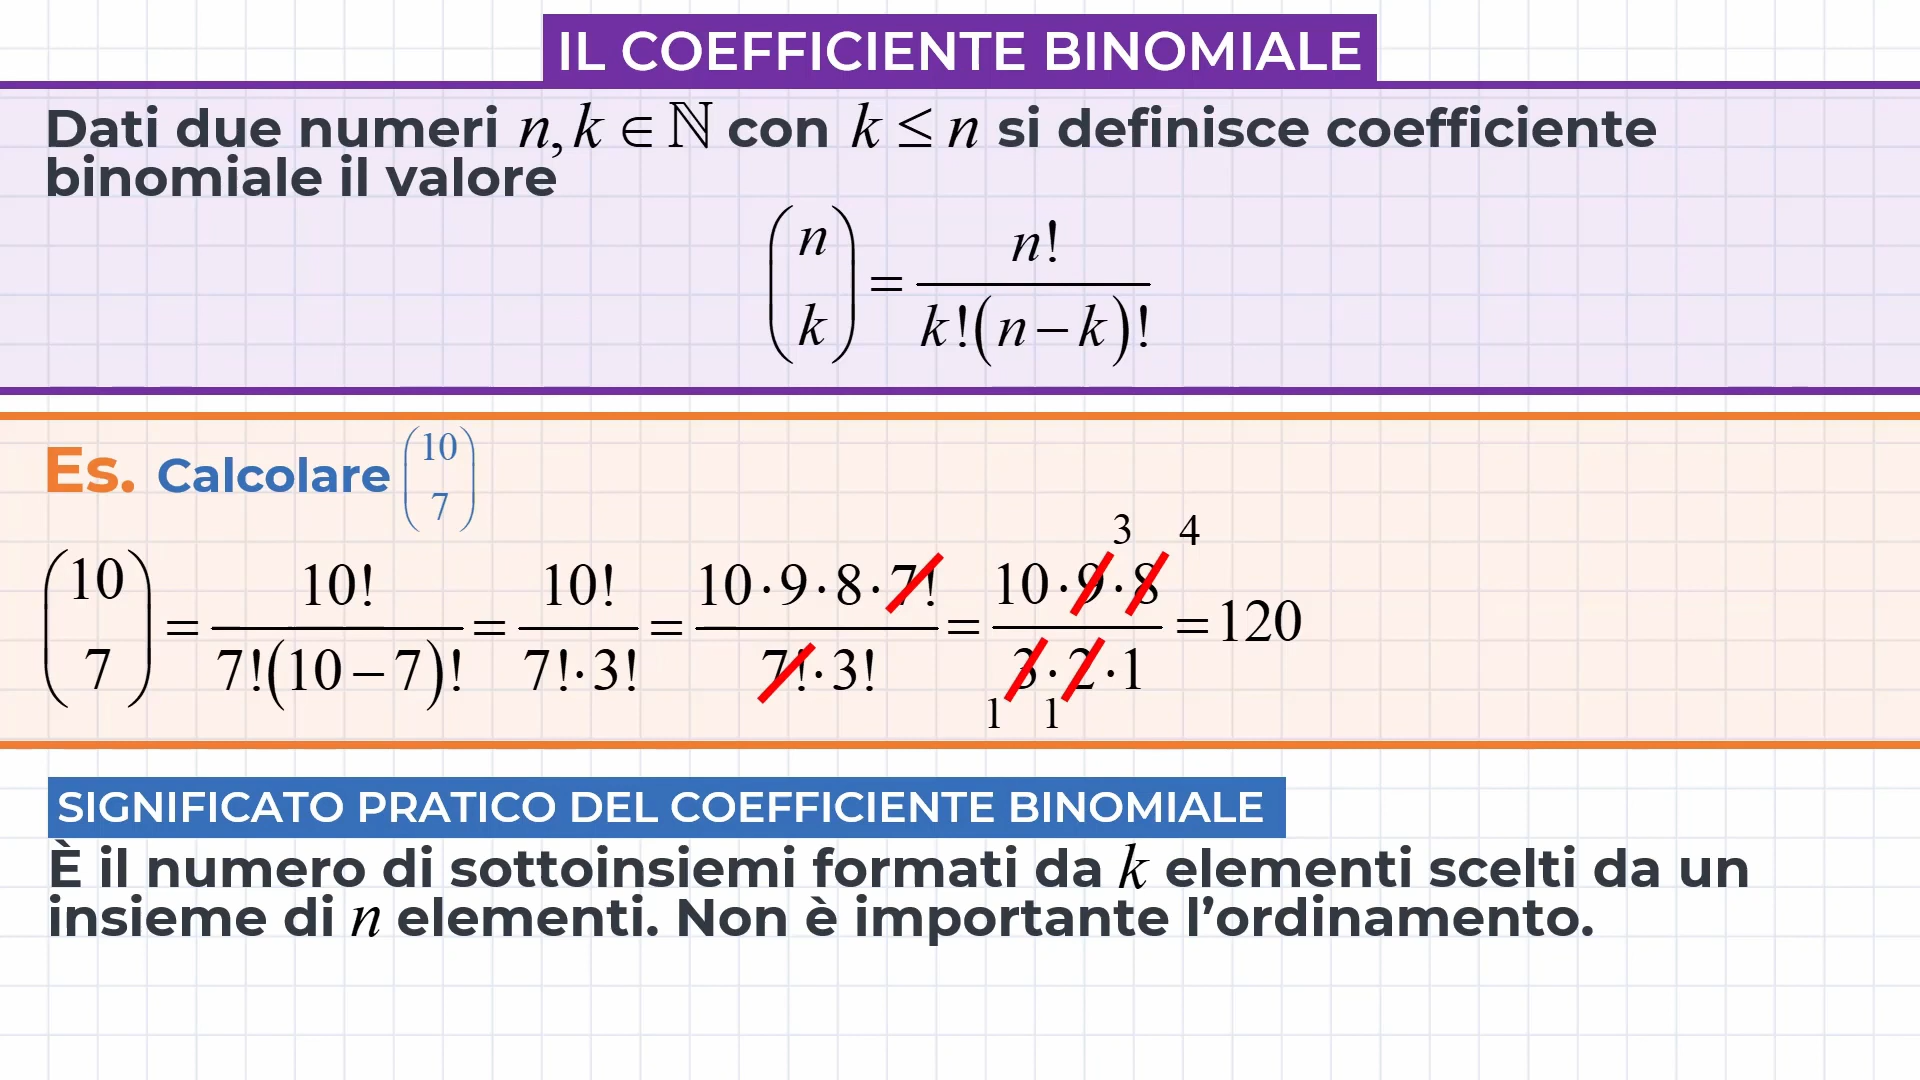 IL COEFFICIENTE BINOMIALE
Dati due numeri n, k ∈ ℕ con k ≤ n si definisce coefficiente
binomiale il valore
(n k) = n! / k!(n − k)!
Es. Calcolare (10 7)
(10 7) = 10! / 7!(10 − 7)! = 10! / 7!·3! = 10·9·8·7! / 7!·3! = 10·9·8 / 3·2·1 = 120
3 4
1 1
SIGNIFICATO PRATICO DEL COEFFICIENTE BINOMIALE
È il numero di sottoinsiemi formati da k elementi scelti da un
insieme di n elementi. Non è importante l’ordinamento.